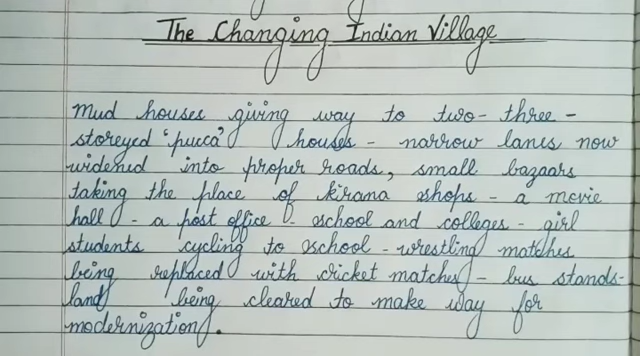 The Changing Indian Village
Mud houses giving way to two- three-
storeyed 'pucca' houses - narrow lanes now
widened into proper roads, small bazaars
taking the place of kirana shops - a movie
hall - a post office - school and colleges - girl
students cycling to school - wrestling matches
being replaced with cricket matches - bus stands-
land being cleared to make way for
modernization.